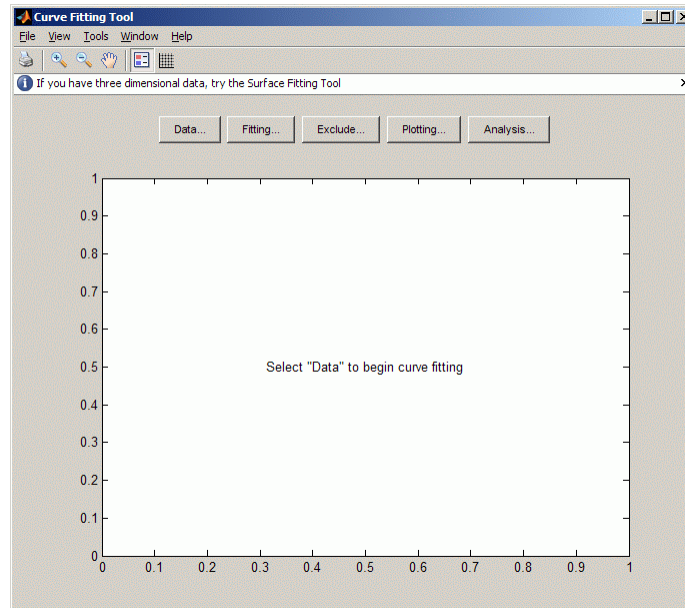 Curve Fitting Tool
File View Tools Window Help
If you have three dimensional data, try the Surface Fitting Tool
Data... Fitting... Exclude... Plotting... Analysis...
1
0.9
0.8
0.7
0.6
0.5
0.4
0.3
0.2
0.1
0
Select "Data" to begin curve fitting
0 0.1 0.2 0.3 0.4 0.5 0.6 0.7 0.8 0.9 1